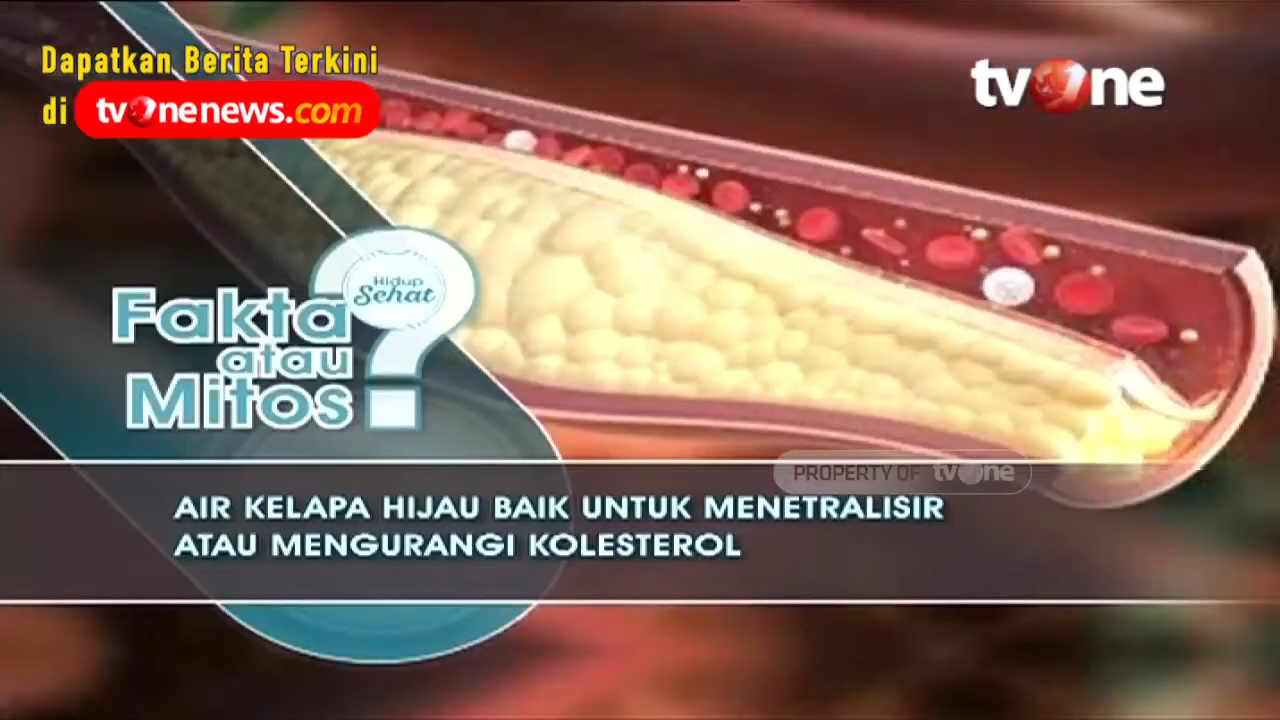 Dapatkan Berita Terkini
di tvonenews.com
tvOne
Hidup
Sehat
Fakta
atau
Mitos
?
PROPERTY OF tvOne
AIR KELAPA HIJAU BAIK UNTUK MENETRALISIR
ATAU MENGURANGI KOLESTEROL